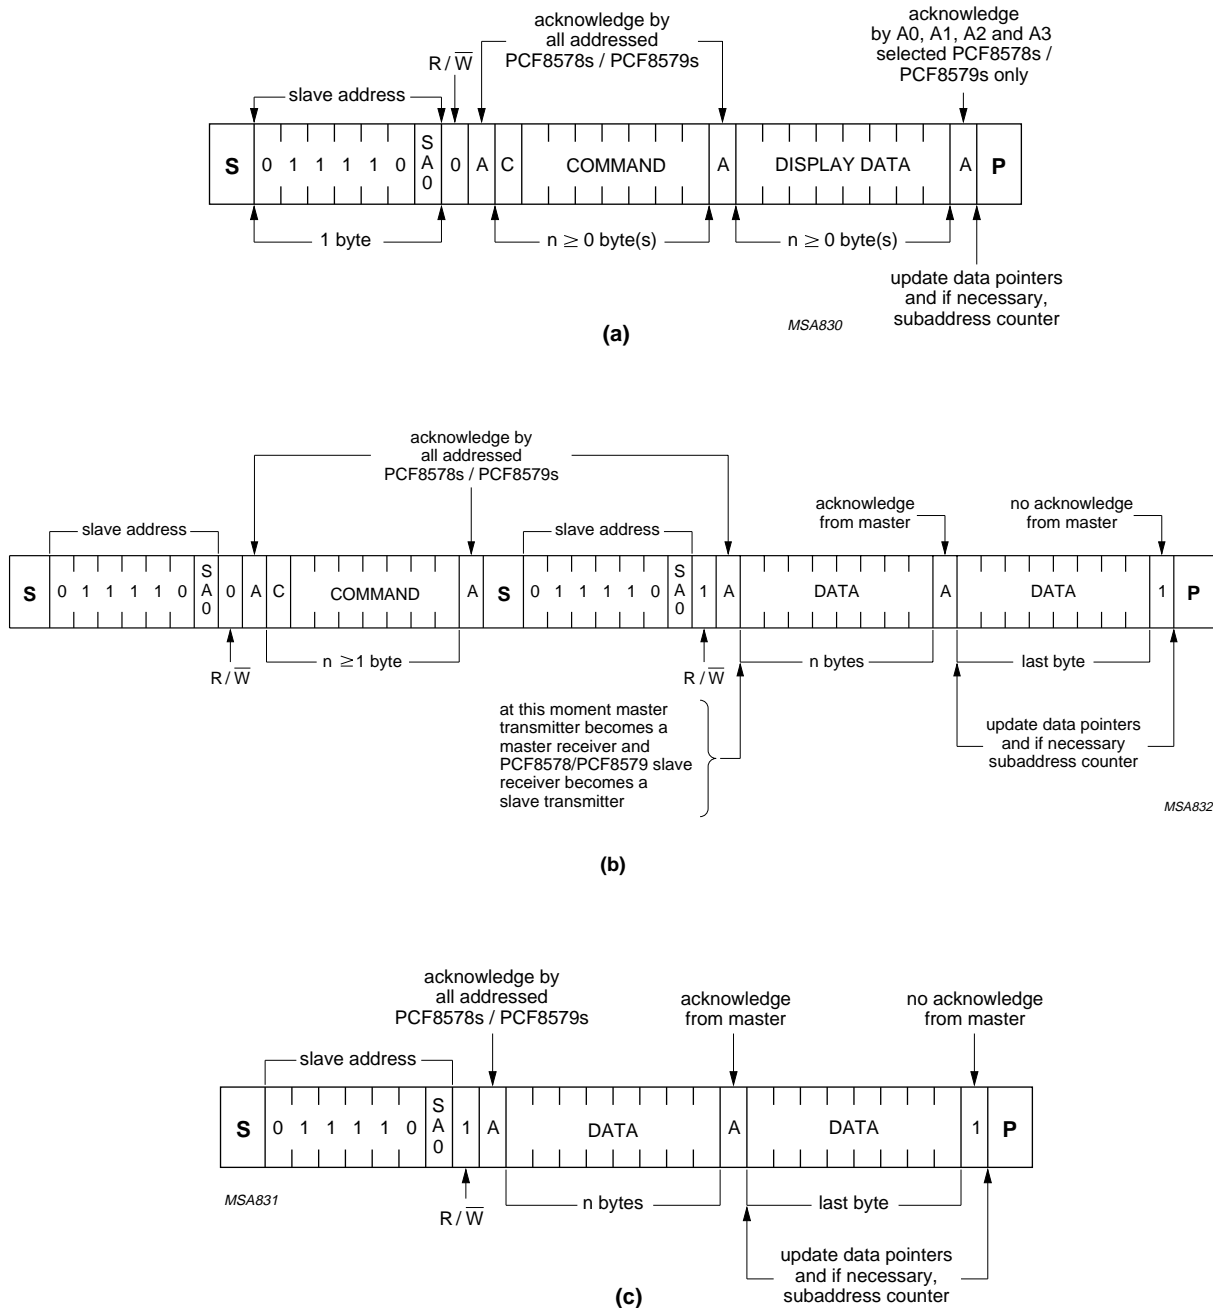 acknowledge by
all addressed
PCF8578s / PCF8579s
acknowledge
by A0, A1, A2 and A3
selected PCF8578s /
PCF8579s only
R / W
slave address
S 0 1 1 1 1 0 SA0 0 A C COMMAND A DISPLAY DATA A P
1 byte
n ≥ 0 byte(s)
n ≥ 0 byte(s)
update data pointers
and if necessary,
subaddress counter
MSA830
(a)
acknowledge by
all addressed
PCF8578s / PCF8579s
acknowledge
from master
no acknowledge
from master
slave address
slave address
S 0 1 1 1 1 0 SA0 0 A C COMMAND A S 0 1 1 1 1 0 SA0 1 A DATA A DATA 1 P
R / W
n ≥1 byte
R / W
n bytes
last byte
at this moment master
transmitter becomes a
master receiver and
PCF8578/PCF8579 slave
receiver becomes a
slave transmitter
update data pointers
and if necessary
subaddress counter
MSA832
(b)
acknowledge by
all addressed
PCF8578s / PCF8579s
acknowledge
from master
no acknowledge
from master
slave address
S 0 1 1 1 1 0 SA0 1 A DATA A DATA 1 P
MSA831
R / W
n bytes
last byte
update data pointers
and if necessary,
subaddress counter
(c)